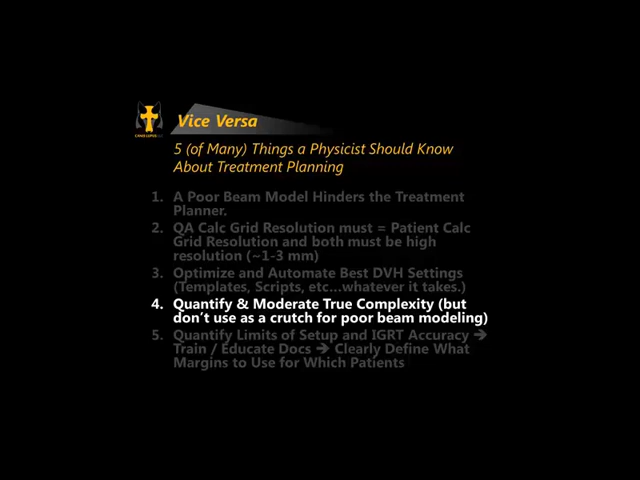 CANIS LUPUS LLC
Vice Versa
5 (of Many) Things a Physicist Should Know
About Treatment Planning
1. A Poor Beam Model Hinders the Treatment
Planner.
2. QA Calc Grid Resolution must = Patient Calc
Grid Resolution and both must be high
resolution (~1-3 mm)
3. Optimize and Automate Best DVH Settings
(Templates, Scripts, etc...whatever it takes.)
4. Quantify & Moderate True Complexity (but
don't use as a crutch for poor beam modeling)
5. Quantify Limits of Setup and IGRT Accuracy ➔
Train / Educate Docs ➔ Clearly Define What
Margins to Use for Which Patients